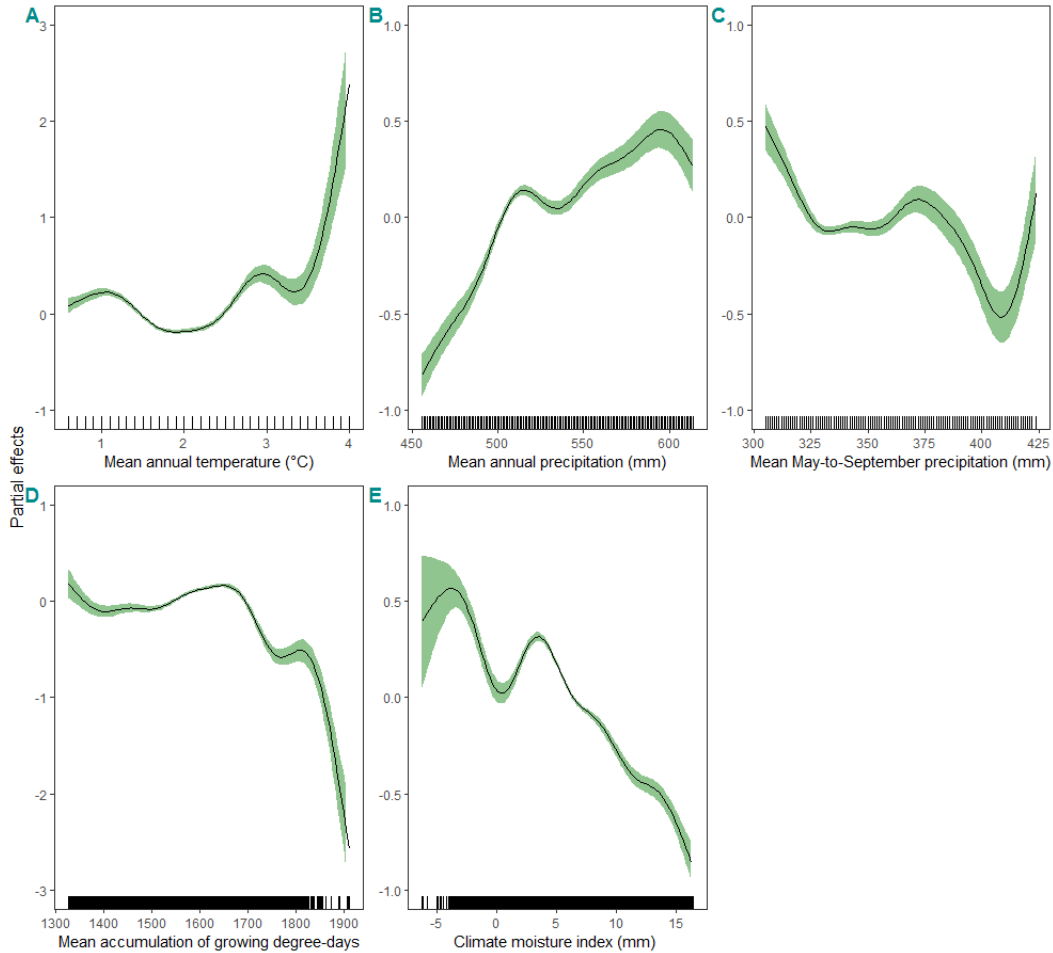 A
B
C
3
2
1
0
-1
1.0
0.5
0.0
-0.5
-1.0
1.0
0.5
0.0
-0.5
-1.0
1 2 3 4
450 500 550 600
300 325 350 375 400 425
Mean annual temperature (°C)
Mean annual precipitation (mm)
Mean May-to-September precipitation (mm)
Partial effects
D
E
1
0
-1
-2
-3
1.0
0.5
0.0
-0.5
-1.0
1300 1400 1500 1600 1700 1800 1900
-5 0 5 10 15
Mean accumulation of growing degree-days
Climate moisture index (mm)